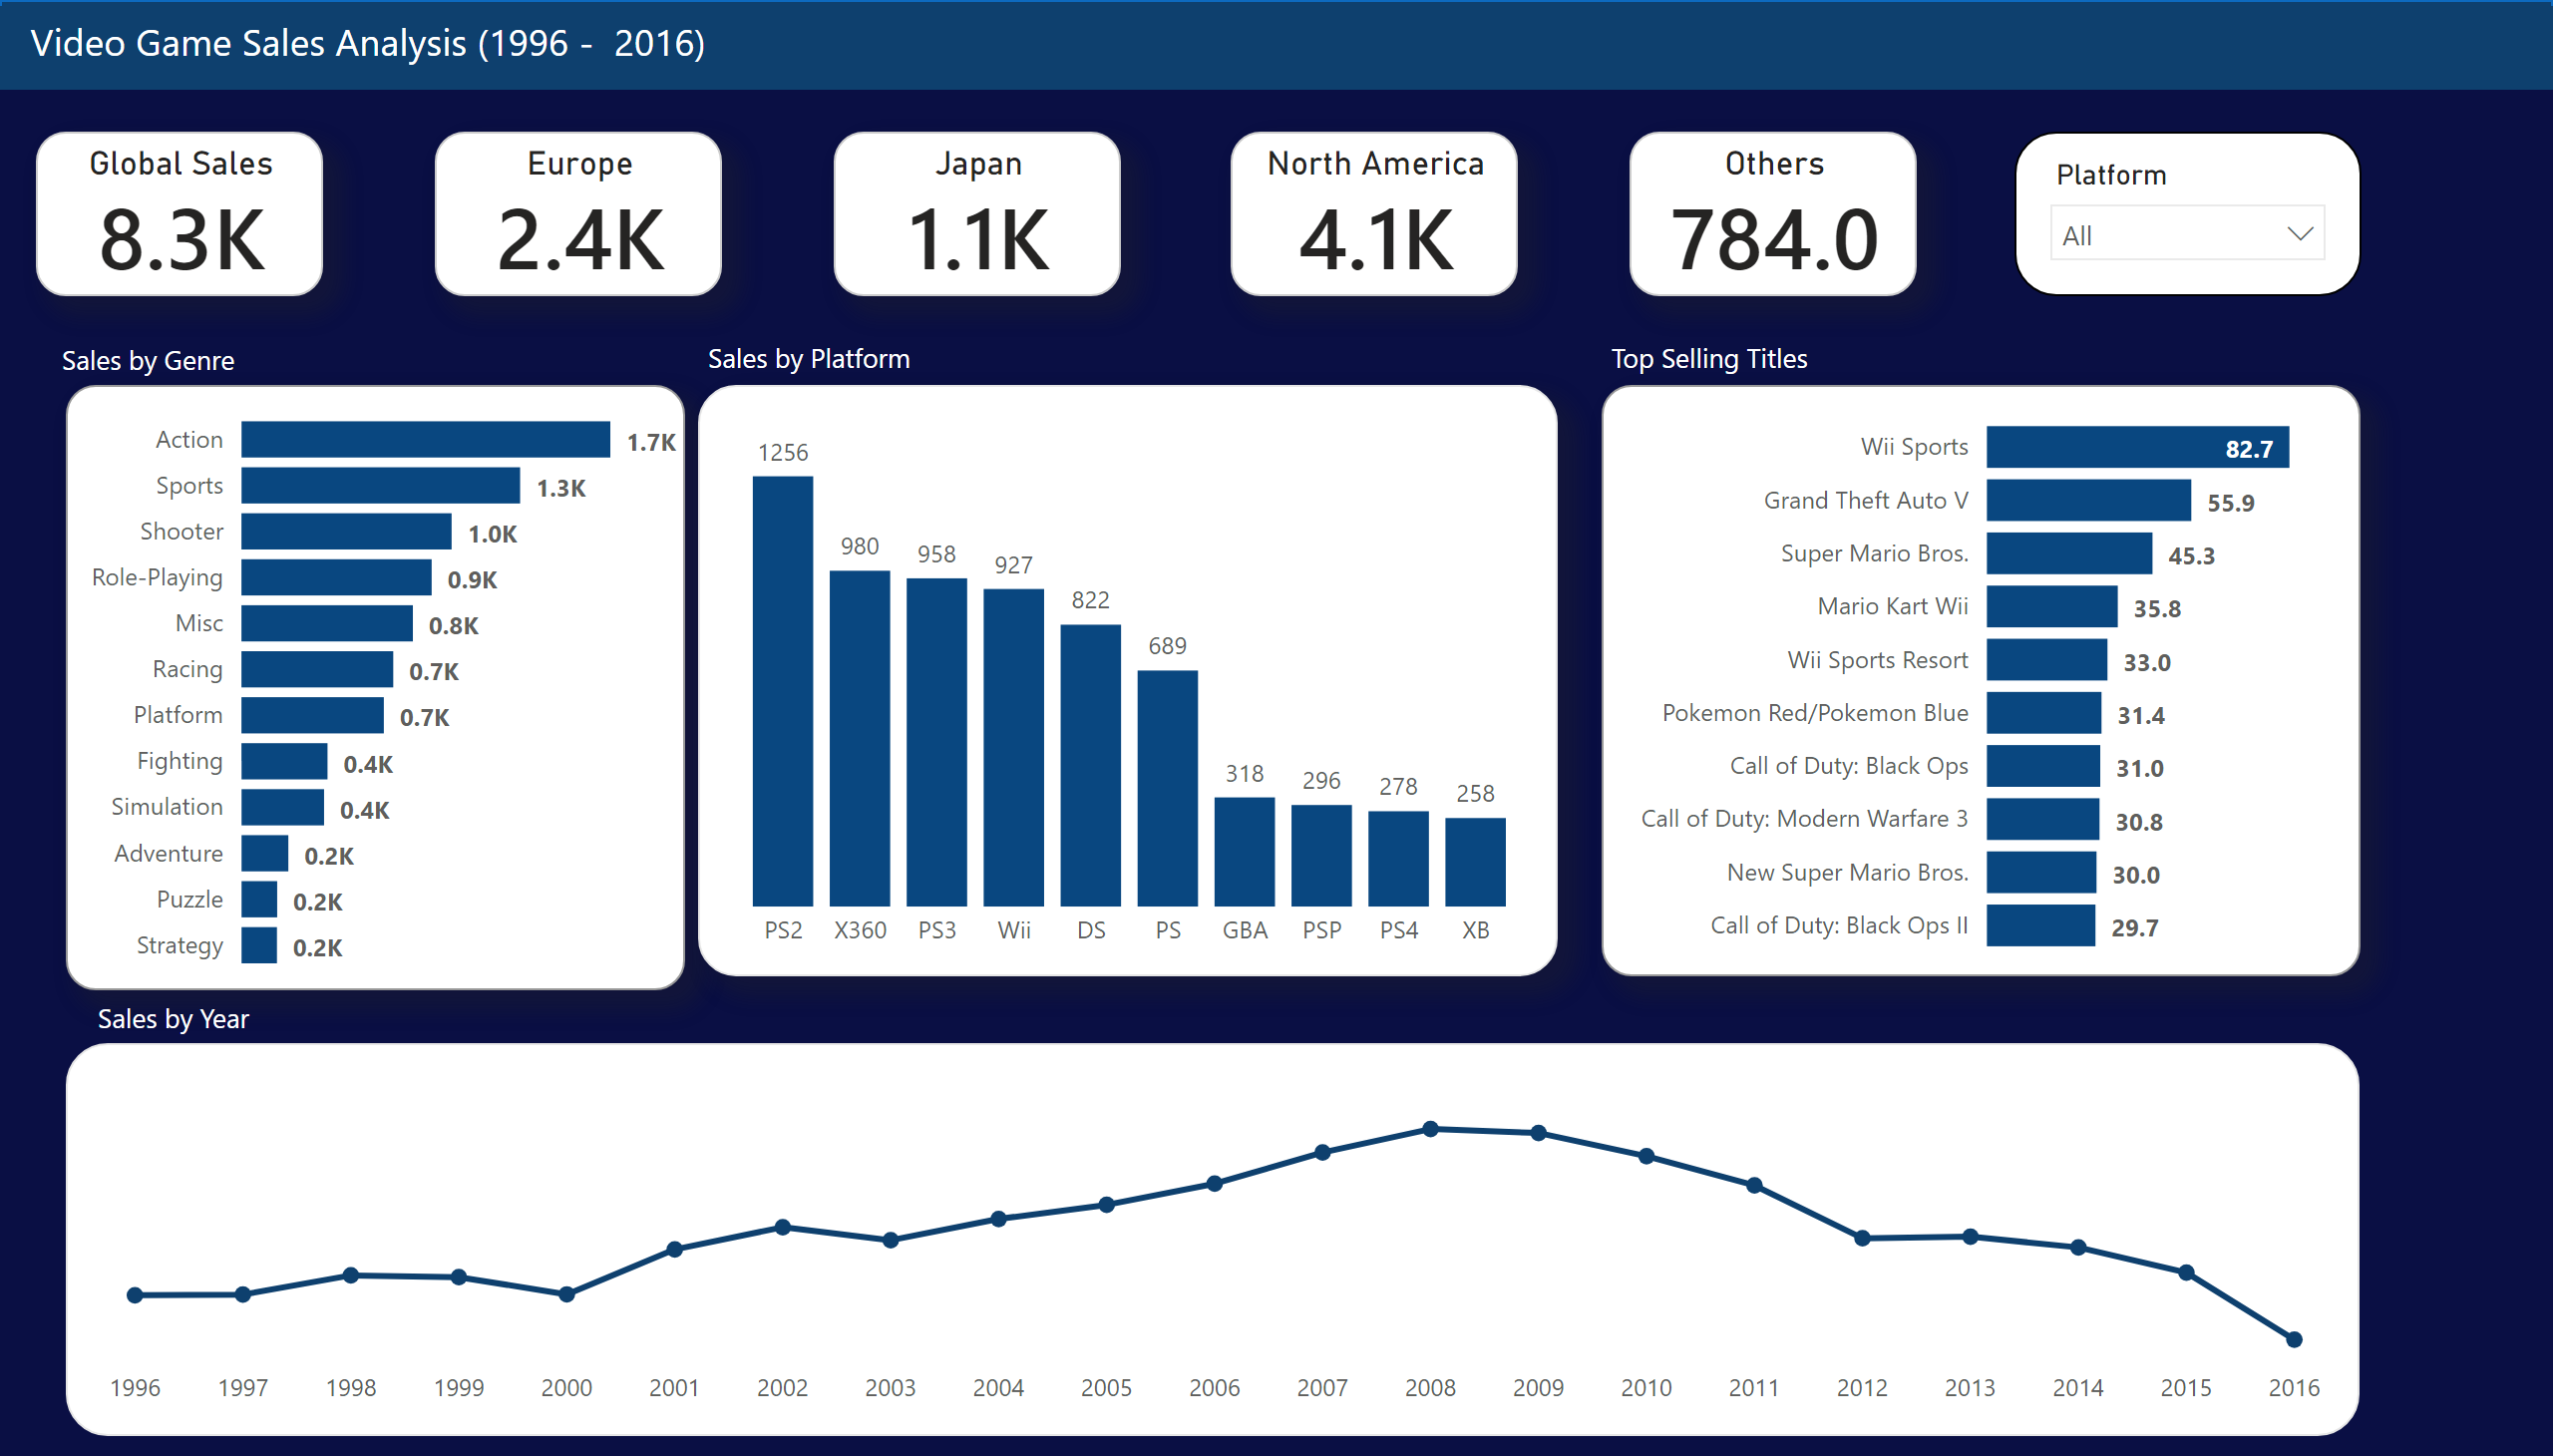 Video Game Sales Analysis (1996 -  2016)
Global Sales
8.3K
Europe
2.4K
Japan
1.1K
North America
4.1K
Others
784.0
Platform
All
Sales by Genre
Action 1.7K
Sports 1.3K
Shooter 1.0K
Role-Playing 0.9K
Misc 0.8K
Racing 0.7K
Platform 0.7K
Fighting 0.4K
Simulation 0.4K
Adventure 0.2K
Puzzle 0.2K
Strategy 0.2K
Sales by Platform
1256 980 958 927 822 689 318 296 278 258
PS2 X360 PS3 Wii DS PS GBA PSP PS4 XB
Top Selling Titles
Wii Sports 82.7
Grand Theft Auto V 55.9
Super Mario Bros. 45.3
Mario Kart Wii 35.8
Wii Sports Resort 33.0
Pokemon Red/Pokemon Blue 31.4
Call of Duty: Black Ops 31.0
Call of Duty: Modern Warfare 3 30.8
New Super Mario Bros. 30.0
Call of Duty: Black Ops II 29.7
Sales by Year
1996 1997 1998 1999 2000 2001 2002 2003 2004 2005 2006 2007 2008 2009 2010 2011 2012 2013 2014 2015 2016